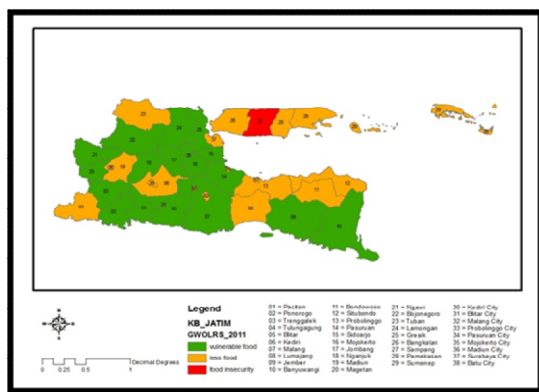 Legend
KB_JATIM
GWOLRS_2011
vulnerable food
less food
food insecurity
0 0.25 0.5 1
Decimal Degrees
01 = Pacitan
02 = Ponorogo
03 = Trenggalek
04 = Tulungagung
05 = Blitar
06 = Kediri
07 = Malang
08 = Lumajang
09 = Jember
10 = Banyuwangi
11 = Bondowoso
12 = Situbondo
13 = Probolinggo
14 = Pasuruan
15 = Sidoarjo
16 = Mojokerto
17 = Jombang
18 = Nganjuk
19 = Madiun
20 = Magetan
21 = Ngawi
22 = Bojonegoro
23 = Tuban
24 = Lamongan
25 = Gresik
26 = Bangkalan
27 = Sampang
28 = Pamekasan
29 = Sumenep
30 = Kediri City
31 = Blitar City
32 = Malang City
33 = Probolinggo City
34 = Pasuruan City
35 = Mojokerto City
36 = Madiun City
37 = Surabaya City
38 = Batu City